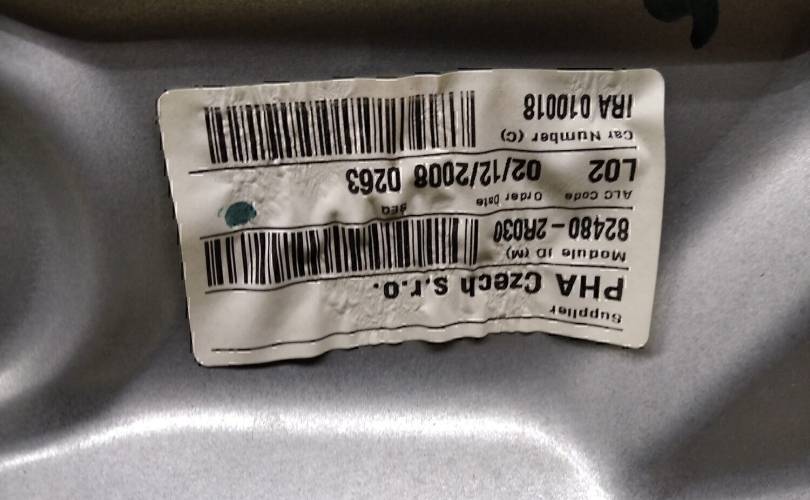 Supplier
PHA Czech s.r.o.
Module ID (M)
82480-2R030
ALC Code Order Date SEQ
L02 02/12/2008 0263
Car Number (C)
IRA 010018